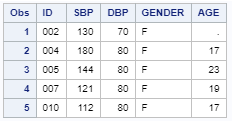 Obs ID SBP DBP GENDER AGE
1 002 130 70 F .
2 004 180 80 F 17
3 005 144 80 F 23
4 007 121 80 F 19
5 010 112 80 F 17